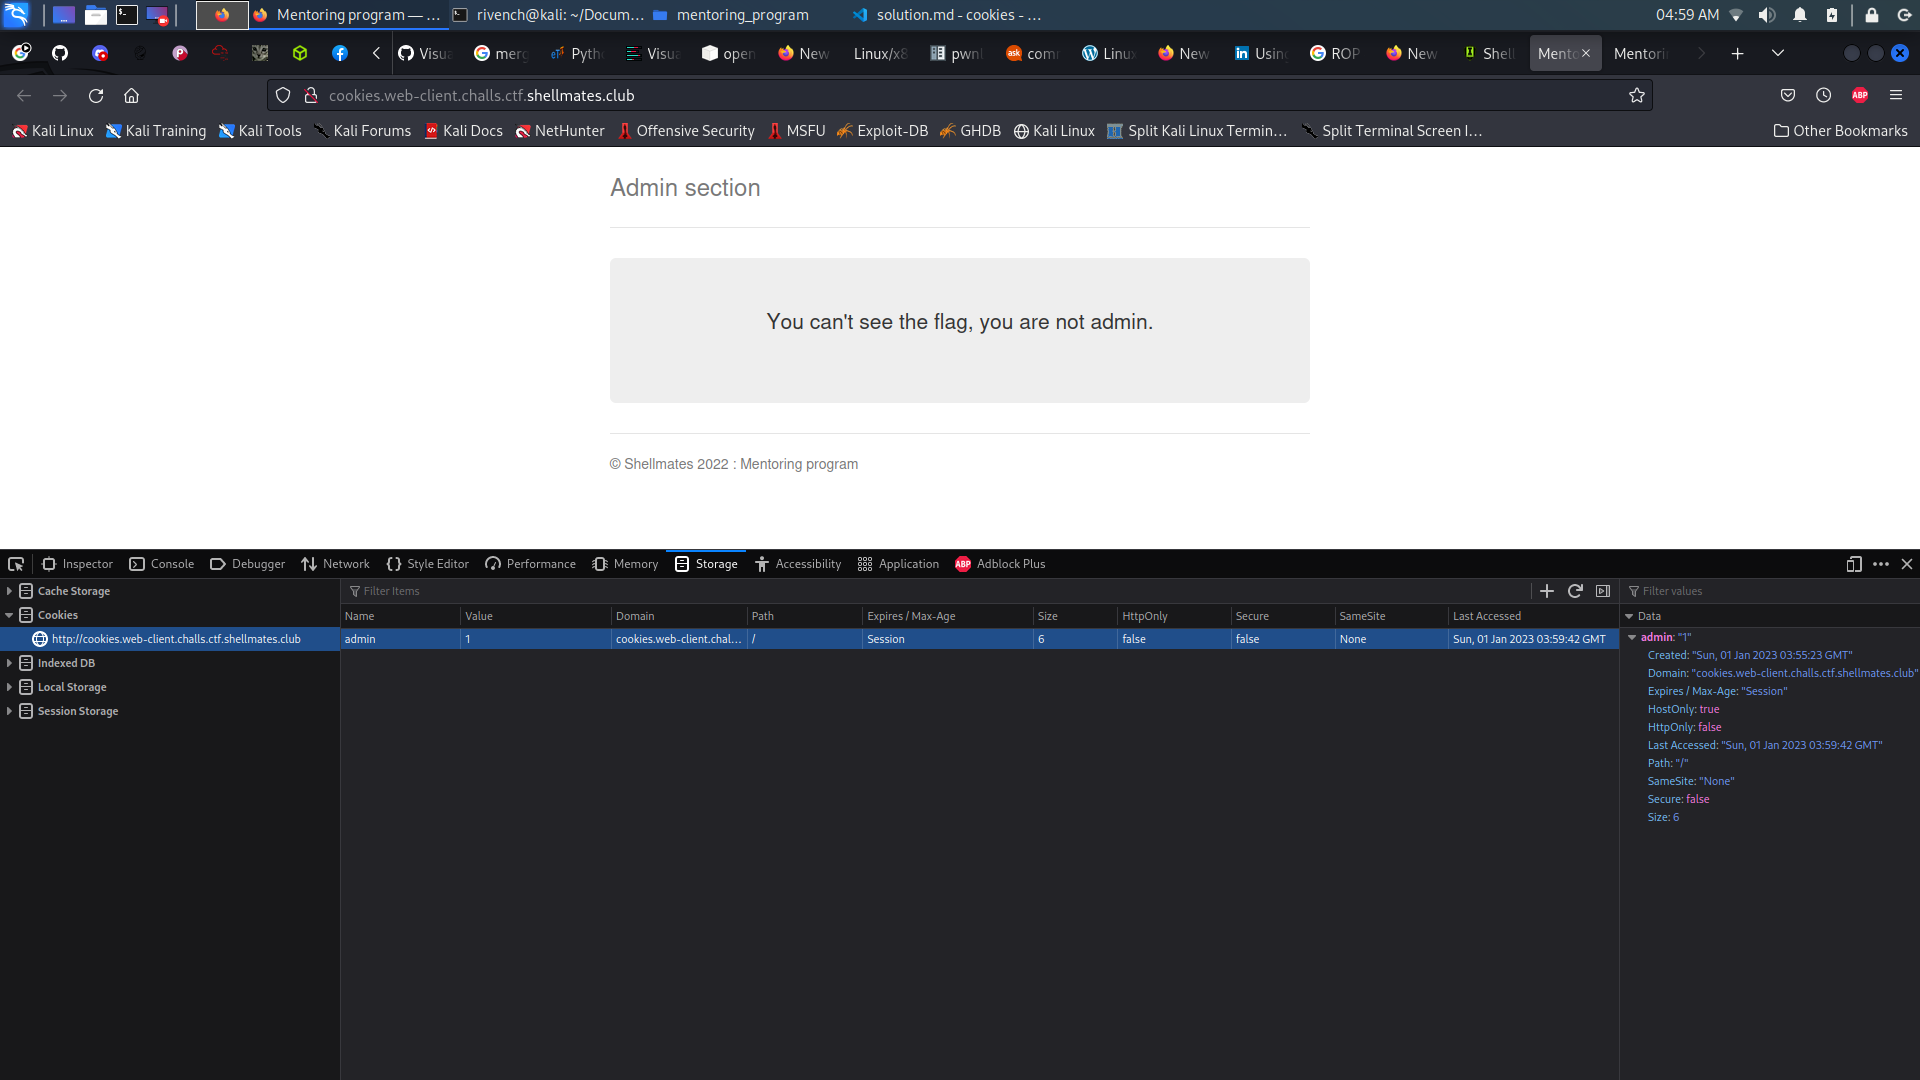 Mentoring program — ...
rivench@kali: ~/Docum...
mentoring_program
solution.md - cookies - ...
04:59 AM
Visua
merg
Pyth
Visua
open
New
Linux/x8
pwnl
com
Linux
New
Using
ROP
New
Shell
Mento
Mentorin
cookies.web-client.challs.ctf.shellmates.club
ABP
Kali Linux
Kali Training
Kali Tools
Kali Forums
Kali Docs
NetHunter
Offensive Security
MSFU
Exploit-DB
GHDB
Kali Linux
Split Kali Linux Termin...
Split Terminal Screen I...
Other Bookmarks
Admin section
You can't see the flag, you are not admin.
© Shellmates 2022 : Mentoring program
Inspector
Console
Debugger
Network
Style Editor
Performance
Memory
Storage
Accessibility
Application
ABP
Adblock Plus
Cache Storage
Cookies
http://cookies.web-client.challs.ctf.shellmates.club
Indexed DB
Local Storage
Session Storage
Filter Items
Name Value Domain Path Expires / Max-Age Size HttpOnly Secure SameSite Last Accessed
admin 1 cookies.web-client.chal... / Session 6 false false None Sun, 01 Jan 2023 03:59:42 GMT
Filter values
Data
admin: "1"
Created: "Sun, 01 Jan 2023 03:55:23 GMT"
Domain: "cookies.web-client.challs.ctf.shellmates.club"
Expires / Max-Age: "Session"
HostOnly: true
HttpOnly: false
Last Accessed: "Sun, 01 Jan 2023 03:59:42 GMT"
Path: "/"
SameSite: "None"
Secure: false
Size: 6